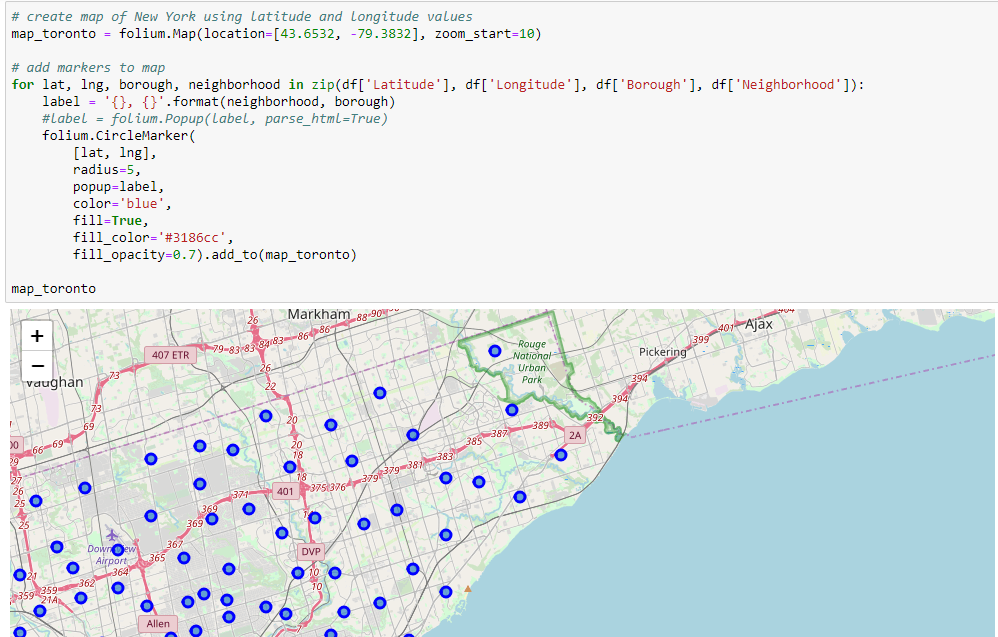 # create map of New York using latitude and longitude values
map_toronto = folium.Map(location=[43.6532, -79.3832], zoom_start=10)
# add markers to map
for lat, lng, borough, neighborhood in zip(df['Latitude'], df['Longitude'], df['Borough'], df['Neighborhood']):
label = '{}, {}'.format(neighborhood, borough)
#label = folium.Popup(label, parse_html=True)
folium.CircleMarker(
[lat, lng],
radius=5,
popup=label,
color='blue',
fill=True,
fill_color='#3186cc',
fill_opacity=0.7).add_to(map_toronto)
map_toronto
+
−
Markham
26
86
86
88
90
Ajax
401
399
407 ETR
79
83
83
84
83
Rouge
National
Urban
Park
Pickering
Vaughan
73
26
22
394
394
73
20
392
69
20
389
2A
66
69
387
385
18
383
18
381
379
379
27
26
25
25
401
375
376
371
369
369
DVP
Downview
Airport
367
365
364
10
10
21
362
359
359
21A
Allen
7